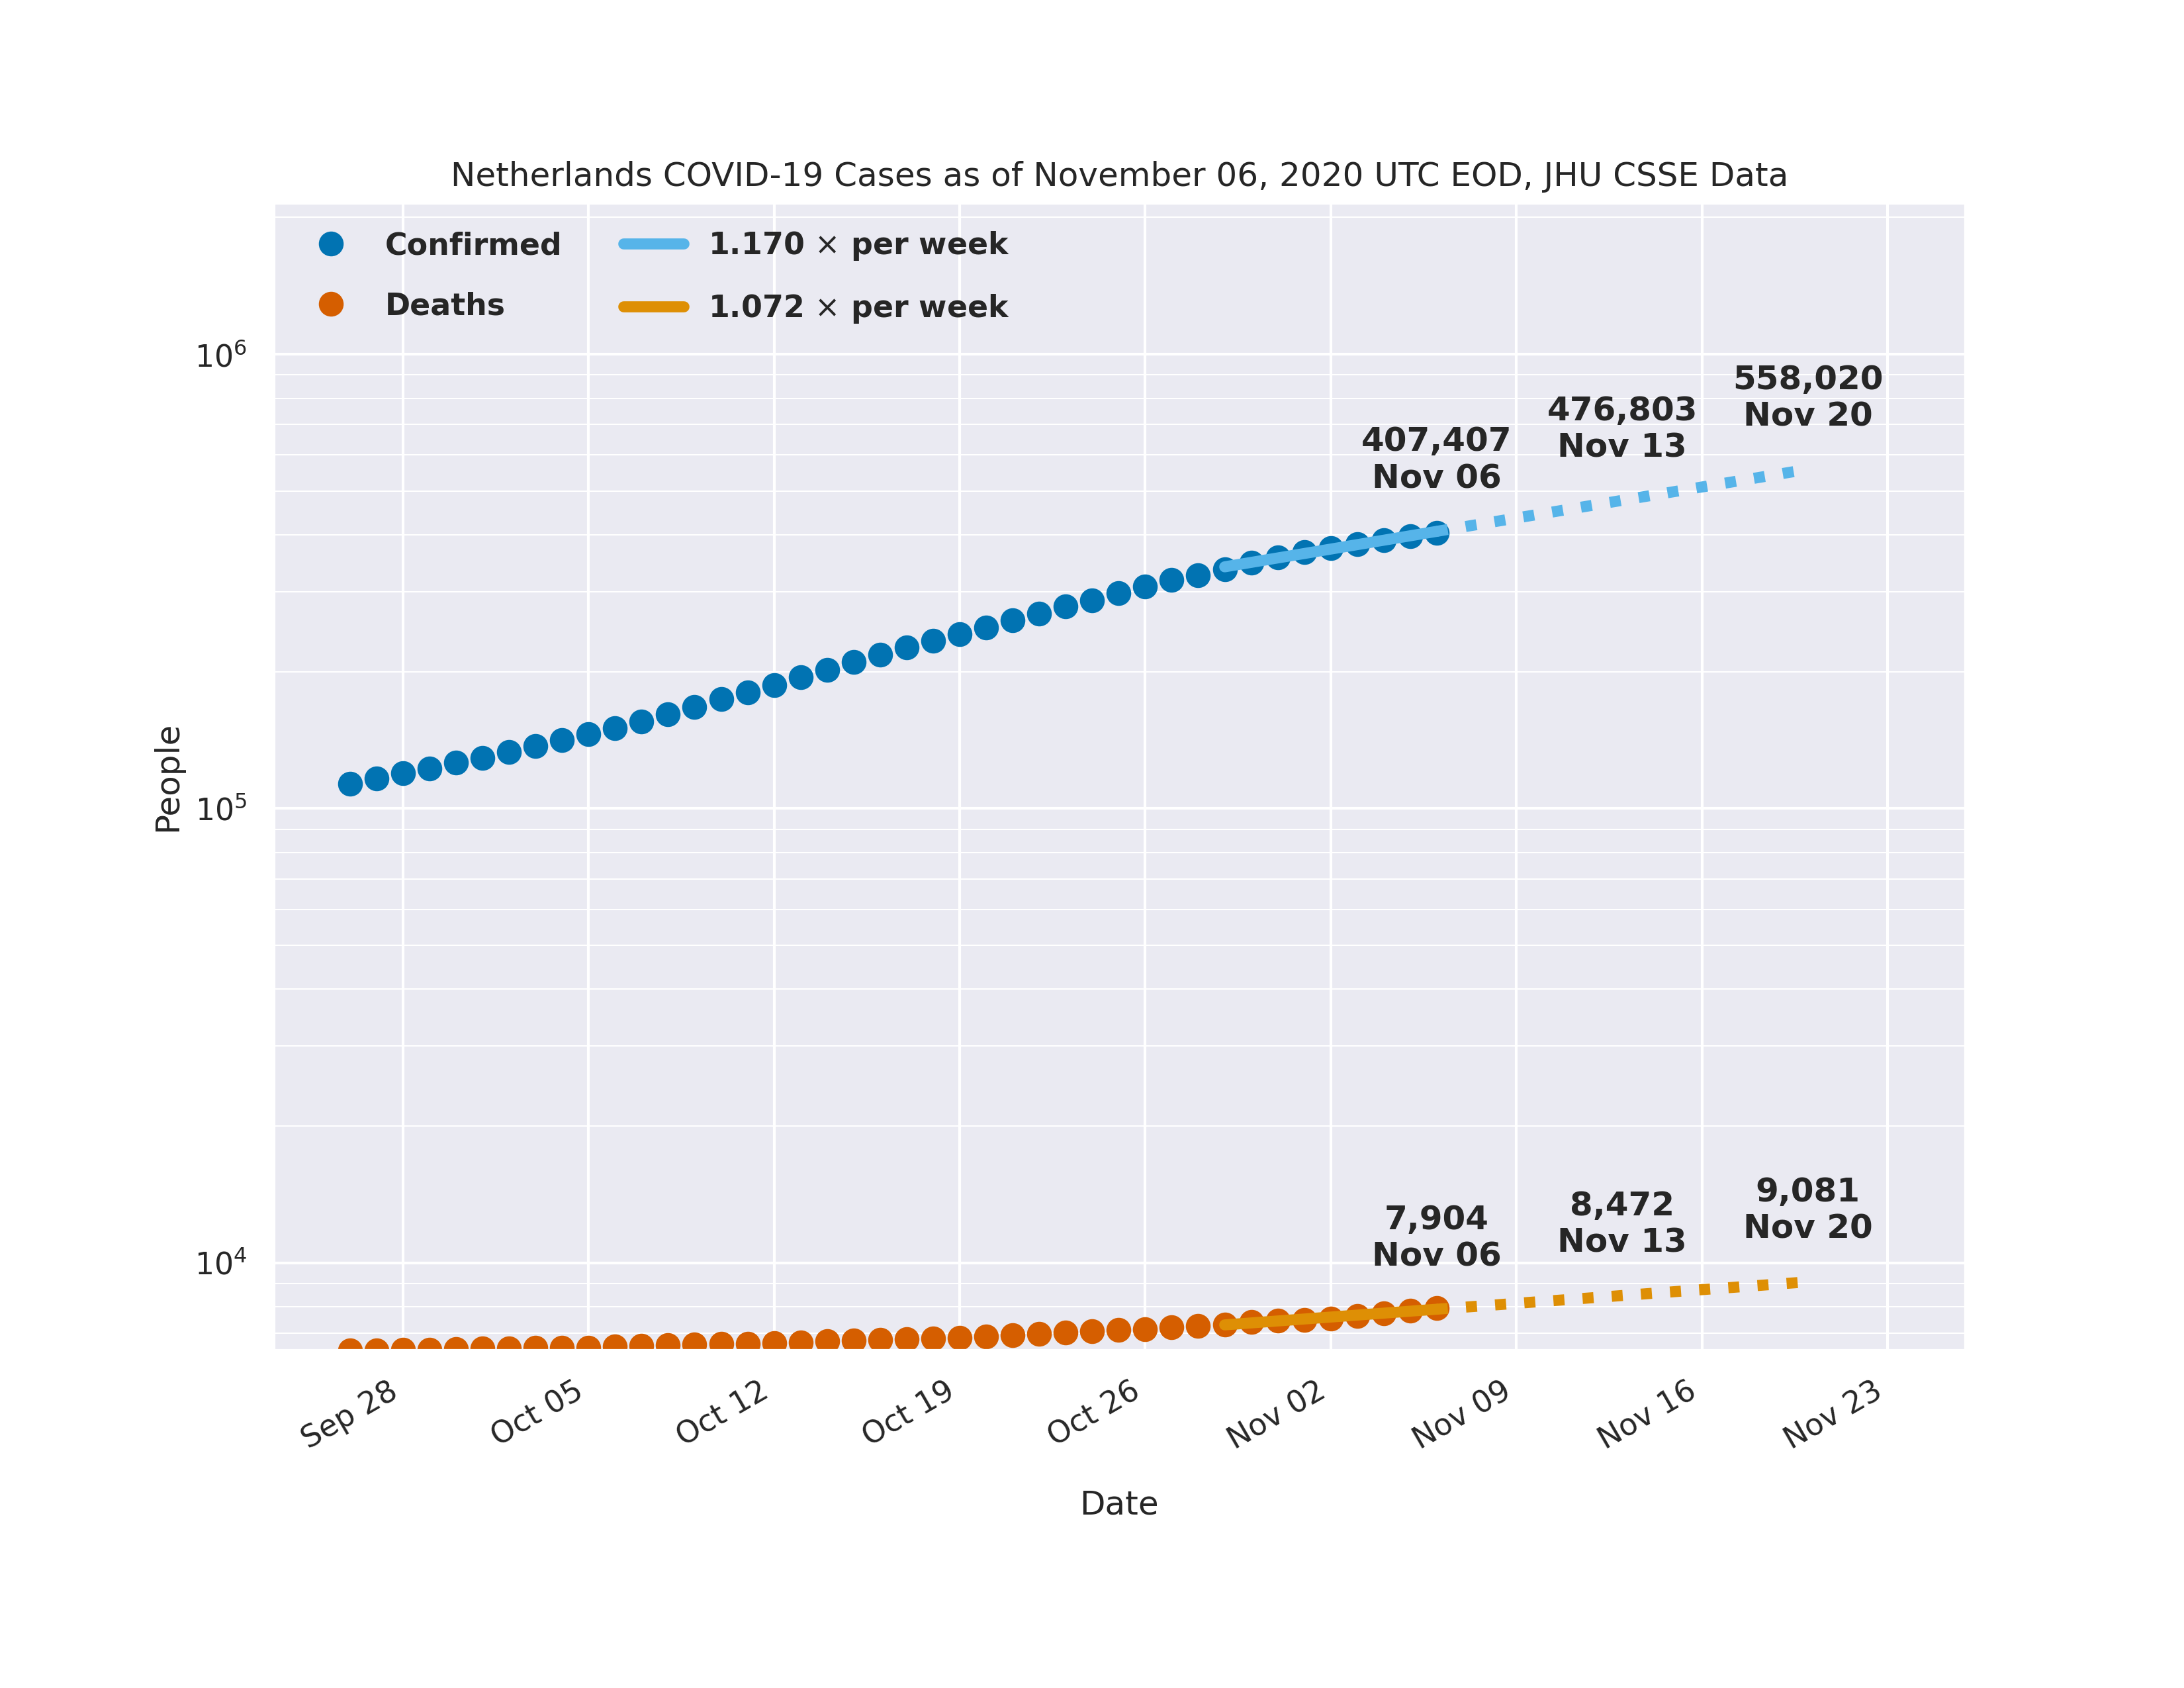 Netherlands COVID-19 Cases as of November 06, 2020 UTC EOD, JHU CSSE Data
Confirmed
Deaths
1.170 × per week
1.072 × per week
People
10⁶
10⁵
10⁴
407,407
Nov 06
476,803
Nov 13
558,020
Nov 20
7,904
Nov 06
8,472
Nov 13
9,081
Nov 20
Sep 28
Oct 05
Oct 12
Oct 19
Oct 26
Nov 02
Nov 09
Nov 16
Nov 23
Date